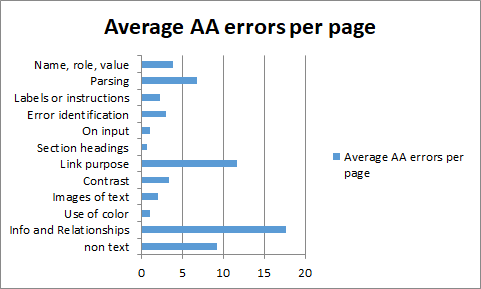 Average AA errors per page
Name, role, value
Parsing
Labels or instructions
Error identification
On input
Section headings
Link purpose
Contrast
Images of text
Use of color
Info and Relationships
non text
0 5 10 15 20
Average AA errors per
page